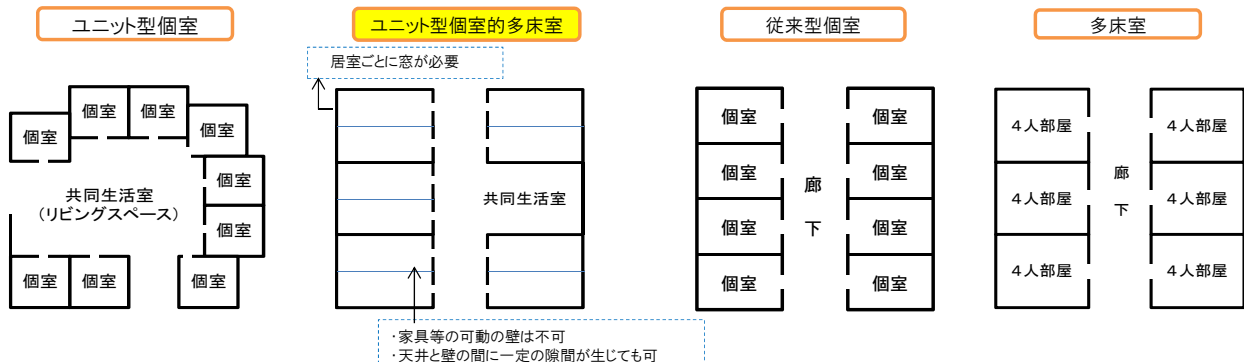 ユニット型個室
ユニット型個室的多床室
従来型個室
多床室
居室ごとに窓が必要
個室
個室
個室
個室
個室
個室
個室
個室
個室
共同生活室
(リビングスペース)
共同生活室
・家具等の可動の壁は不可
・天井と壁の間に一定の隙間が生じても可
個室
個室
個室
個室
廊
下
個室
個室
個室
個室
4人部屋
4人部屋
4人部屋
廊
下
4人部屋
4人部屋
4人部屋